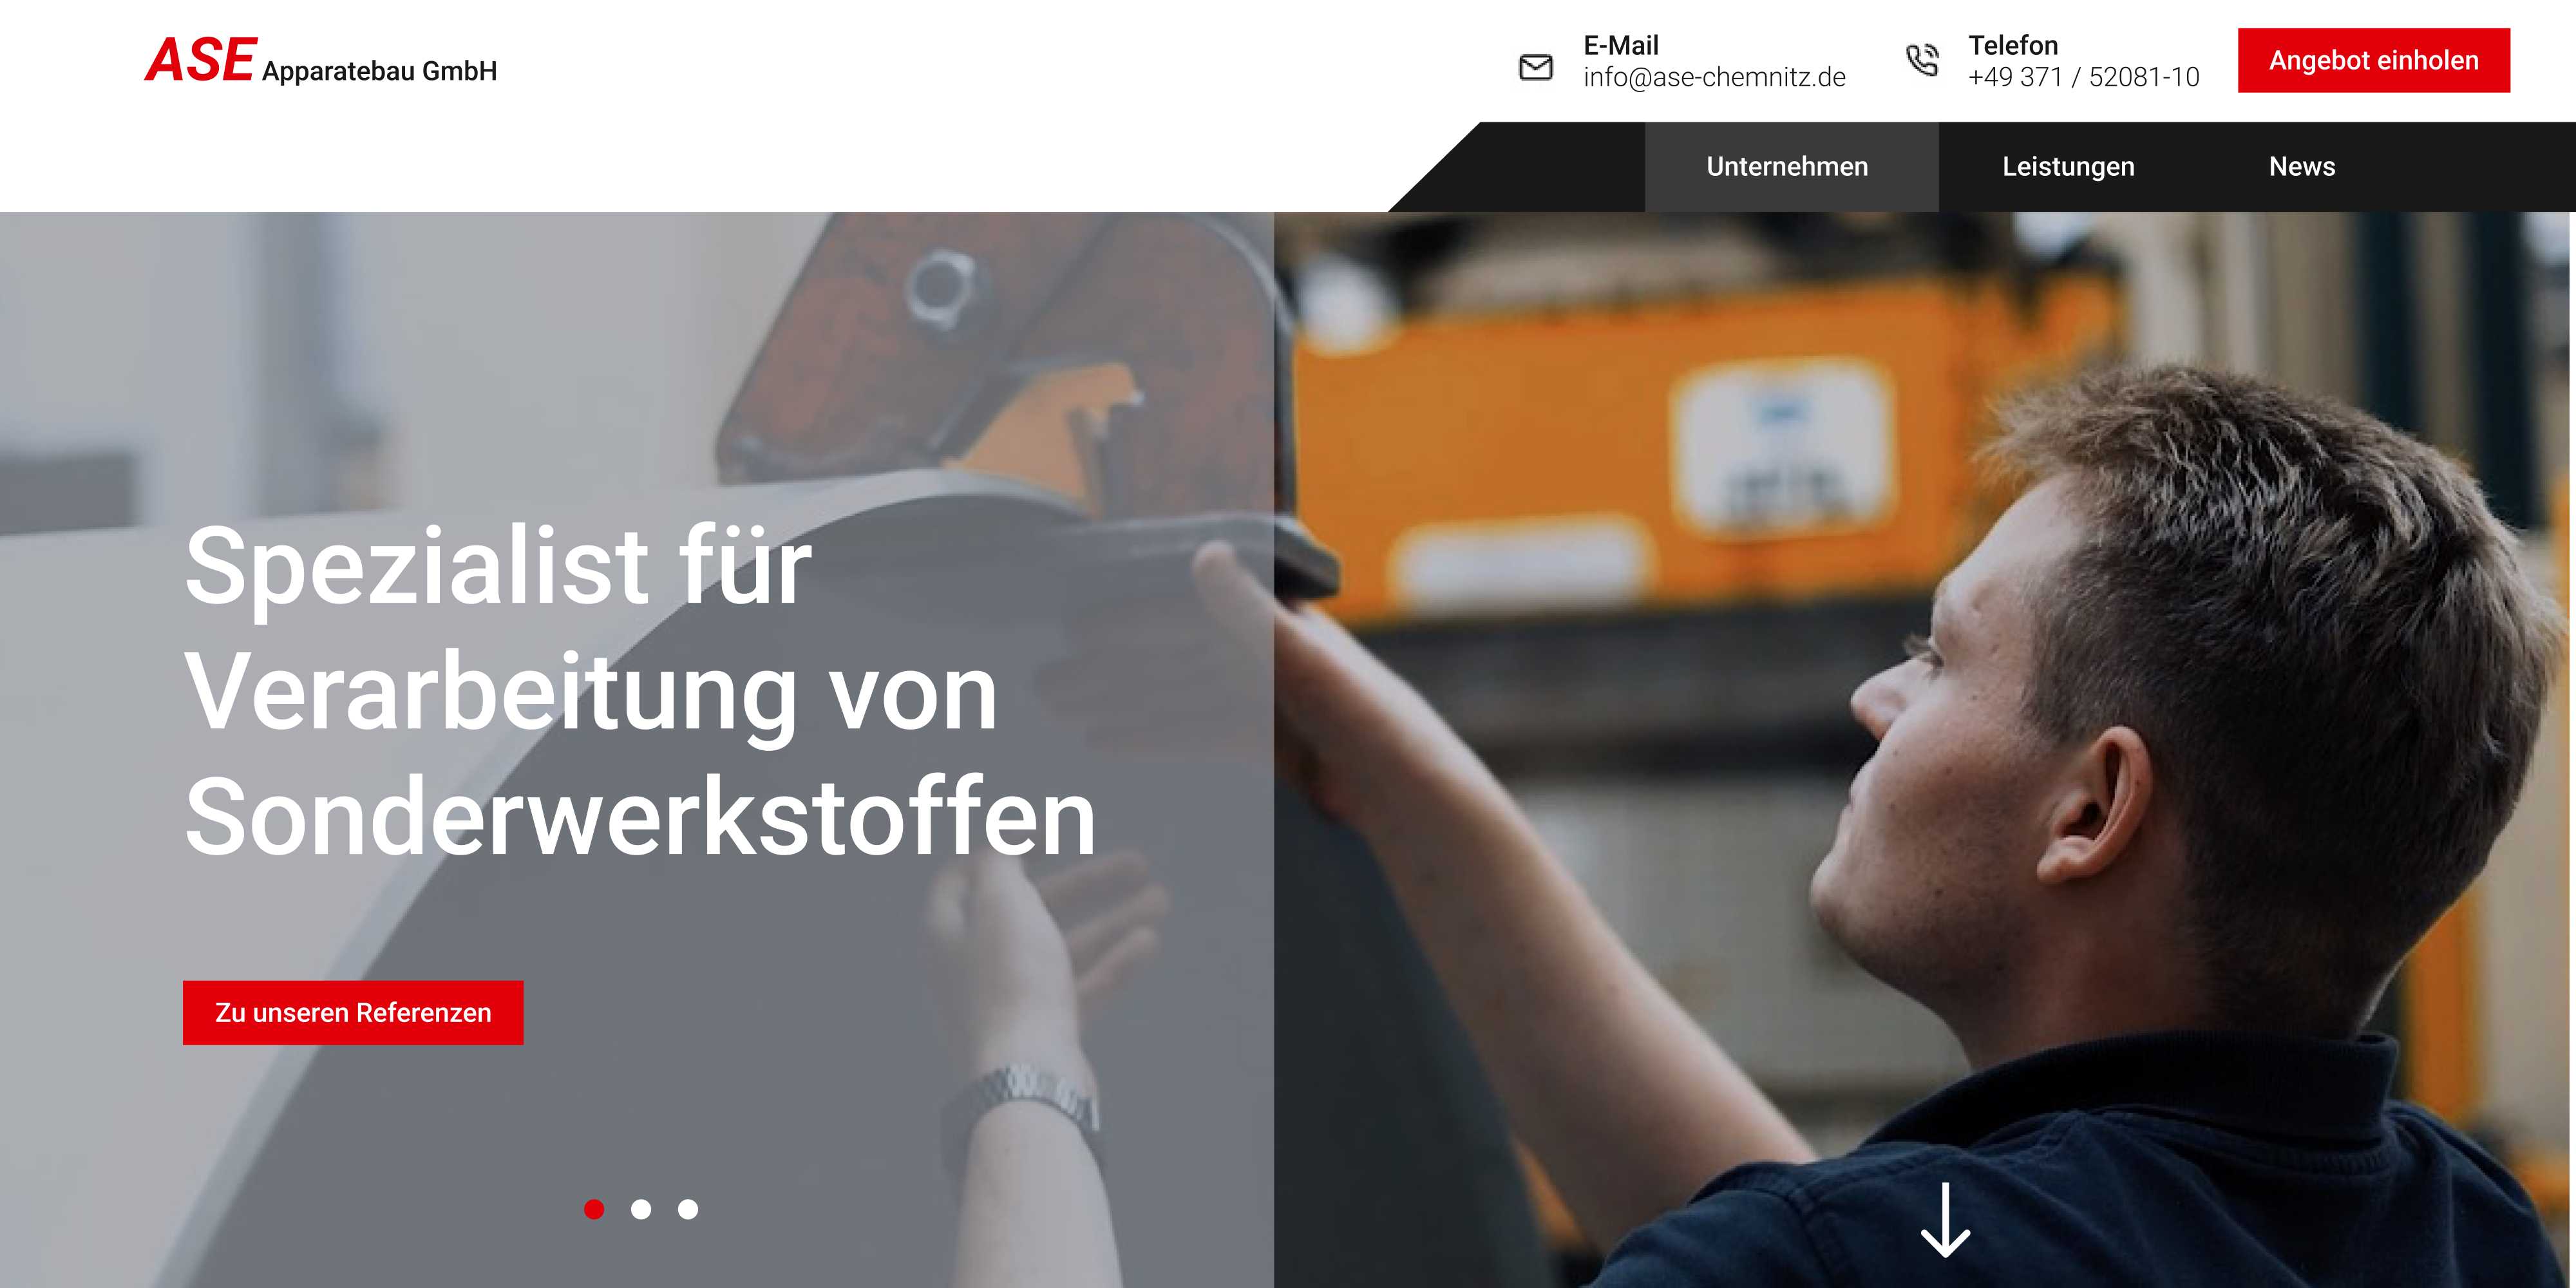 ASE Apparatebau GmbH
E-Mail
info@ase-chemnitz.de
Telefon
+49 371 / 52081-10
Angebot einholen
Unternehmen
Leistungen
News
Spezialist für
Verarbeitung von
Sonderwerkstoffen
Zu unseren Referenzen